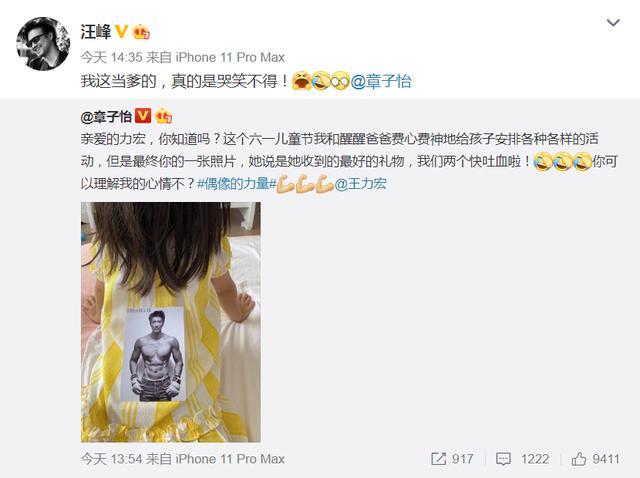 汪峰
今天 14:35 来自 iPhone 11 Pro Max
我这当爹的，真的是哭笑不得！@章子怡
@章子怡
亲爱的力宏，你知道吗？这个六一儿童节我和醒醒爸爸费心费神地给孩子安排各种各样的活
动，但是最终你的一张照片，她说是她收到的最好的礼物，我们两个快吐血啦！你可
以理解我的心情不？#偶像的力量#@王力宏
今天 13:54 来自 iPhone 11 Pro Max
917
1222
9411